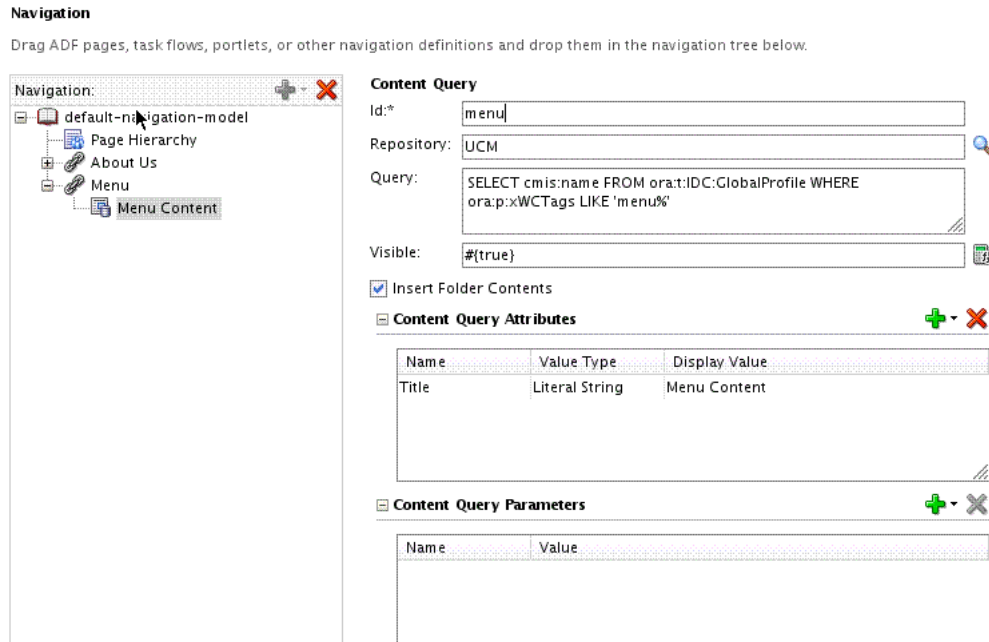 Navigation
Drag ADF pages, task flows, portlets, or other navigation definitions and drop them in the navigation tree below.
Navigation:
default-navigation-model
Page Hierarchy
About Us
Menu
Menu Content
Content Query
Id:* menu
Repository: UCM
Query: SELECT cmis:name FROM ora:t:IDC:GlobalProfile WHERE
ora:p:xWCTags LIKE 'menu%'
Visible: #{true}
Insert Folder Contents
Content Query Attributes
Name Value Type Display Value
Title Literal String Menu Content
Content Query Parameters
Name Value